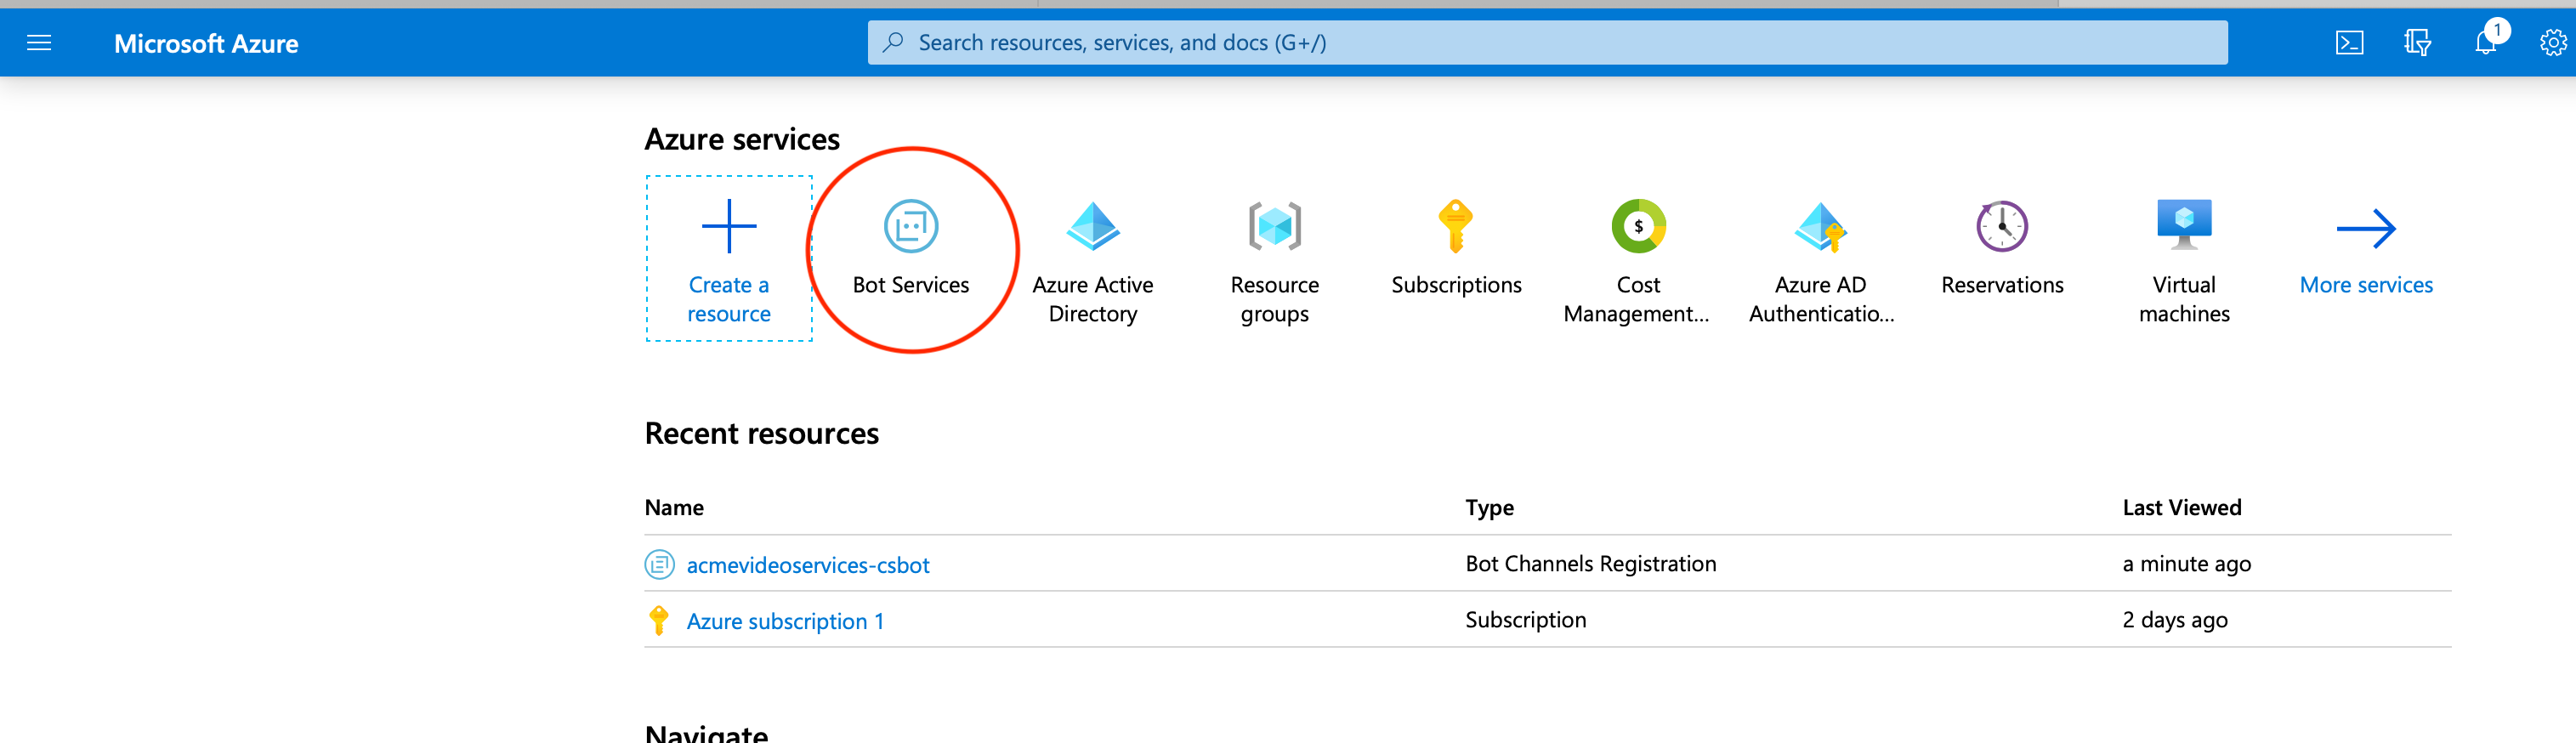 Microsoft Azure
Search resources, services, and docs (G+/)
1
Azure services
Create a
resource
Bot Services
Azure Active
Directory
Resource
groups
Subscriptions
$
Cost
Management...
Azure AD
Authenticatio...
Reservations
Virtual
machines
More services
Recent resources
Name Type Last Viewed
acmevideoservices-csbot Bot Channels Registration a minute ago
Azure subscription 1 Subscription 2 days ago
Navigate